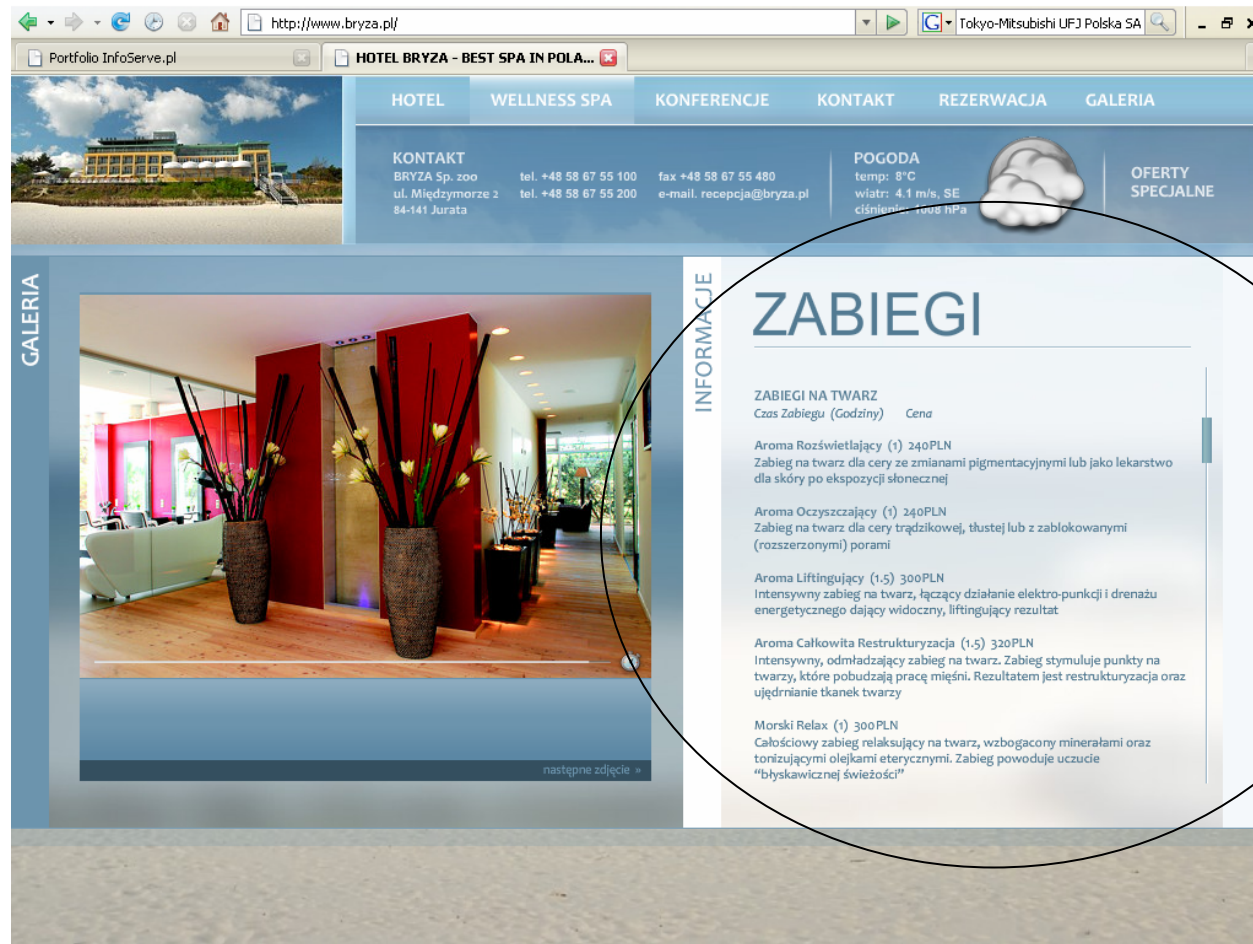 http://www.bryza.pl/
Tokyo-Mitsubishi UFJ Polska SA
Portfolio InfoServe.pl
HOTEL BRYZA - BEST SPA IN POLA...
HOTEL WELLNESS SPA KONFERENCJE KONTAKT REZERWACJA GALERIA
KONTAKT
BRYZA Sp. zoo tel. +48 58 67 55 100 fax +48 58 67 55 480
ul. Międzymorze 2 tel. +48 58 67 55 200 e-mail. recepcja@bryza.pl
84-141 Jurata
POGODA
temp: 8°C
wiatr: 4.1 m/s, SE
ciśnienie: 1008 hPa
OFERTY
SPECJALNE
GALERIA
następne zdjęcie »
INFORMACJE
ZABIEGI
ZABIEGI NA TWARZ
Czas Zabiegu (Godziny) Cena
Aroma Rozświetlający (1) 240PLN
Zabieg na twarz dla cery ze zmianami pigmentacyjnymi lub jako lekarstwo
dla skóry po ekspozycji słonecznej
Aroma Oczyszczający (1) 240PLN
Zabieg na twarz dla cery trądzikowej, tłustej lub z zablokowanymi
(rozszerzonymi) porami
Aroma Liftingujący (1.5) 300PLN
Intensywny zabieg na twarz, łączący działanie elektro-punkcji i drenażu
energetycznego dający widoczny, liftingujący rezultat
Aroma Całkowita Restrukturyzacja (1.5) 320PLN
Intensywny, odmładzający zabieg na twarz. Zabieg stymuluje punkty na
twarzy, które pobudzają pracę mięśni. Rezultatem jest restrukturyzacja oraz
ujędrnianie tkanek twarzy
Morski Relax (1) 300PLN
Całościowy zabieg relaksujący na twarz, wzbogacony minerałami oraz
tonizującymi olejkami eterycznymi. Zabieg powoduje uczucie
“błyskawicznej świeżości”